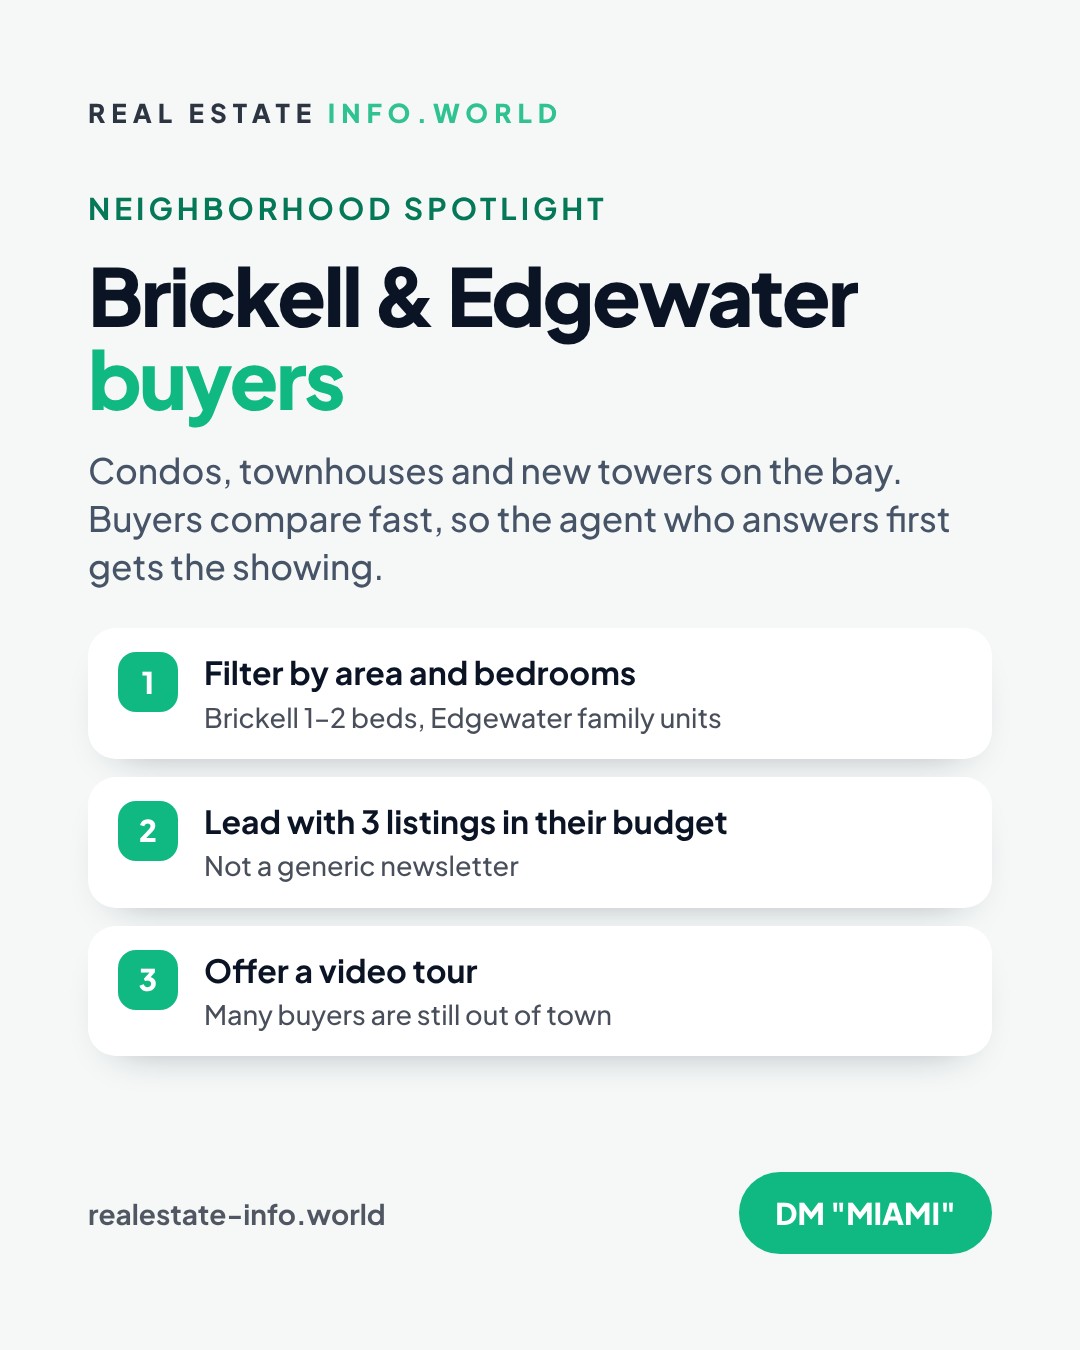 REAL ESTATE INFO.WORLD
NEIGHBORHOOD SPOTLIGHT
Brickell & Edgewater
buyers
Condos, townhouses and new towers on the bay.
Buyers compare fast, so the agent who answers first
gets the showing.
1
Filter by area and bedrooms
Brickell 1–2 beds, Edgewater family units
2
Lead with 3 listings in their budget
Not a generic newsletter
3
Offer a video tour
Many buyers are still out of town
realestate-info.world
DM "MIAMI"